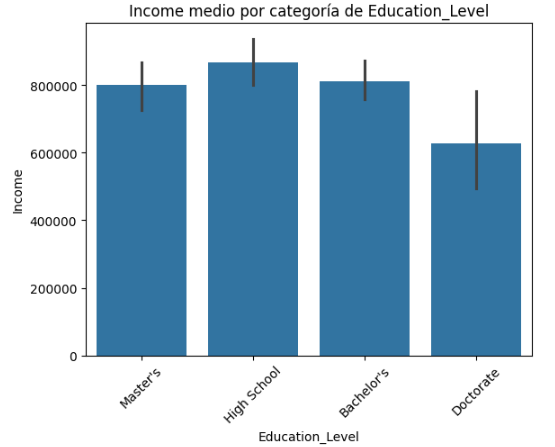 Income medio por categoría de Education_Level
Income
800000
600000
400000
200000
0
Master's
High School
Bachelor's
Doctorate
Education_Level